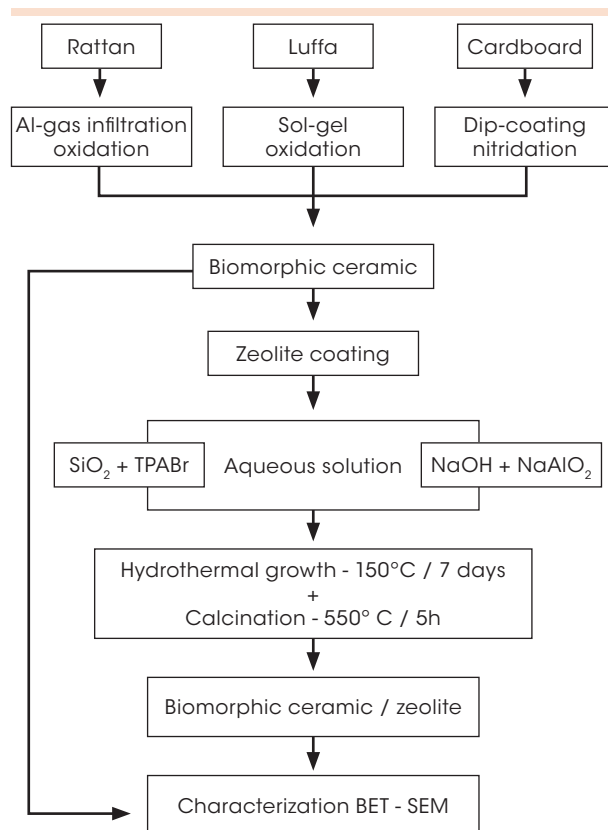 Rattan
Luffa
Cardboard
Al-gas infiltration
oxidation
Sol-gel
oxidation
Dip-coating
nitridation
Biomorphic ceramic
Zeolite coating
SiO₂ + TPABr
Aqueous solution
NaOH + NaAlO₂
Hydrothermal growth - 150°C / 7 days
+
Calcination - 550° C / 5h
Biomorphic ceramic / zeolite
Characterization BET - SEM